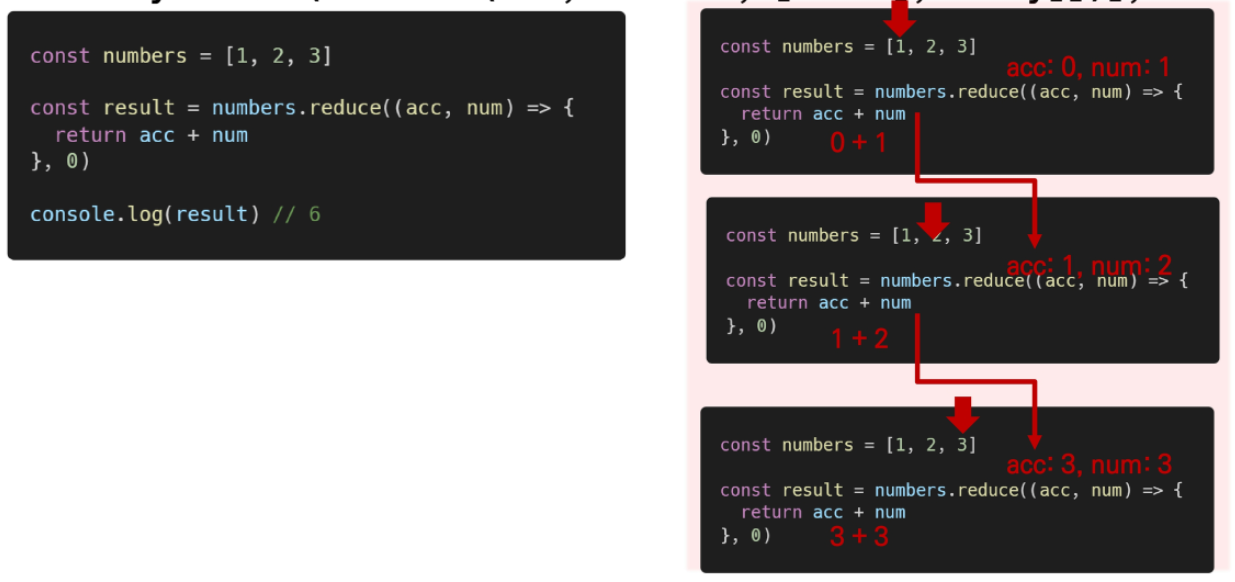 const numbers = [1, 2, 3]
const result = numbers.reduce((acc, num) => {
  return acc + num
}, 0)
console.log(result) // 6
const numbers = [1, 2, 3]
acc: 0, num: 1
const result = numbers.reduce((acc, num) => {
  return acc + num
}, 0)
0 + 1
const numbers = [1, 2, 3]
acc: 1, num: 2
const result = numbers.reduce((acc, num) => {
  return acc + num
}, 0)
1 + 2
const numbers = [1, 2, 3]
acc: 3, num: 3
const result = numbers.reduce((acc, num) => {
  return acc + num
}, 0)
3 + 3